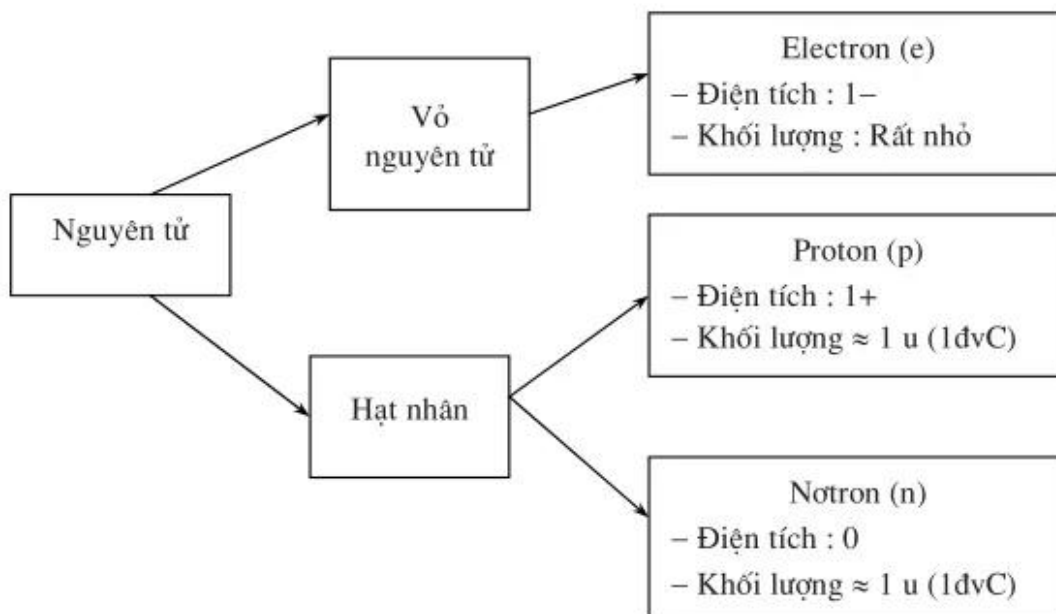 Nguyên tử
Vỏ
nguyên tử
Hạt nhân
Electron (e)
– Điện tích : 1–
– Khối lượng : Rất nhỏ
Proton (p)
– Điện tích : 1+
– Khối lượng ≈ 1 u (1đvC)
Nơtron (n)
– Điện tích : 0
– Khối lượng ≈ 1 u (1đvC)